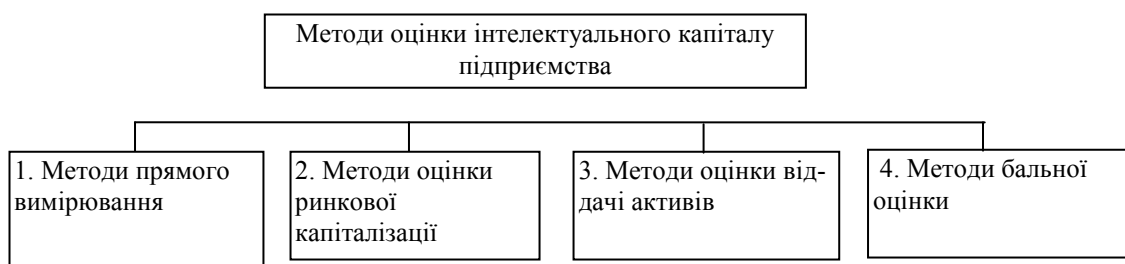 Методи оцінки інтелектуального капіталу
підприємства
1. Методи прямого
вимірювання
2. Методи оцінки
ринкової
капіталізації
3. Методи оцінки від-
дачі активів
4. Методи бальної
оцінки